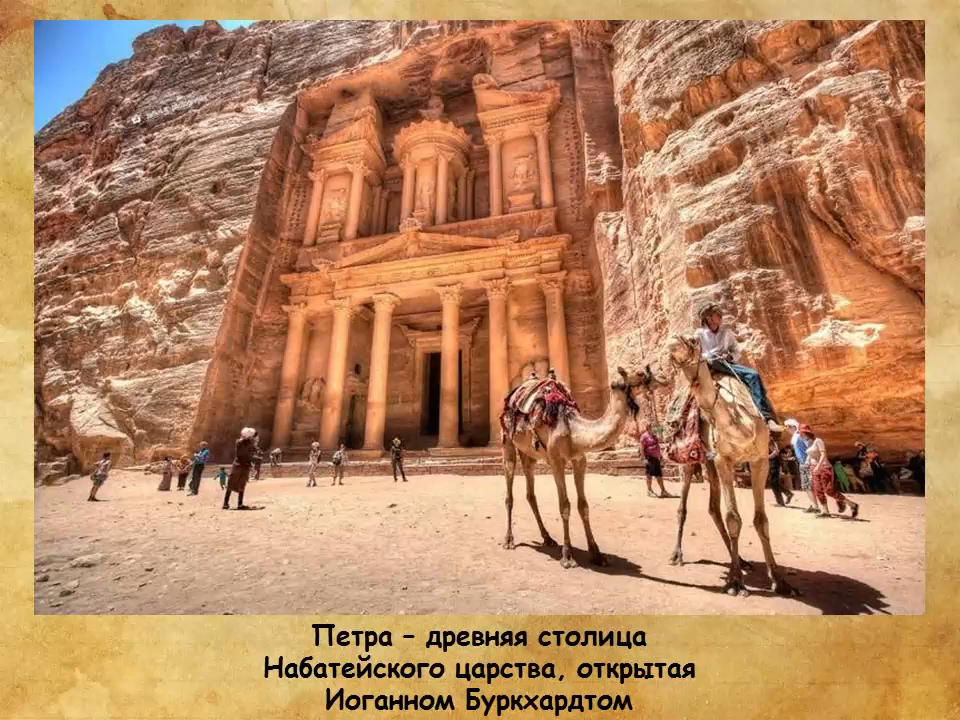 Петра – древняя столица
Набатейского царства, открытая
Иоганном Буркхардтом